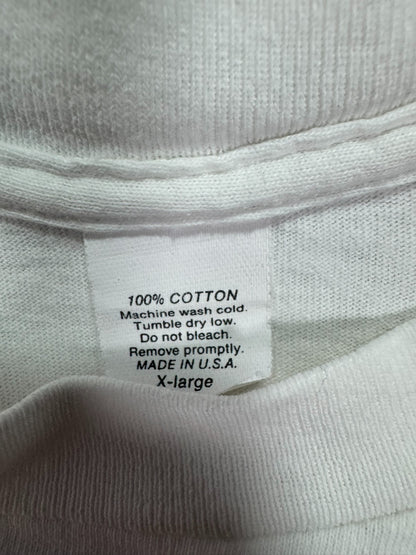 100% COTTON
Machine wash cold.
Tumble dry low.
Do not bleach.
Remove promptly.
MADE IN U.S.A.
X-large